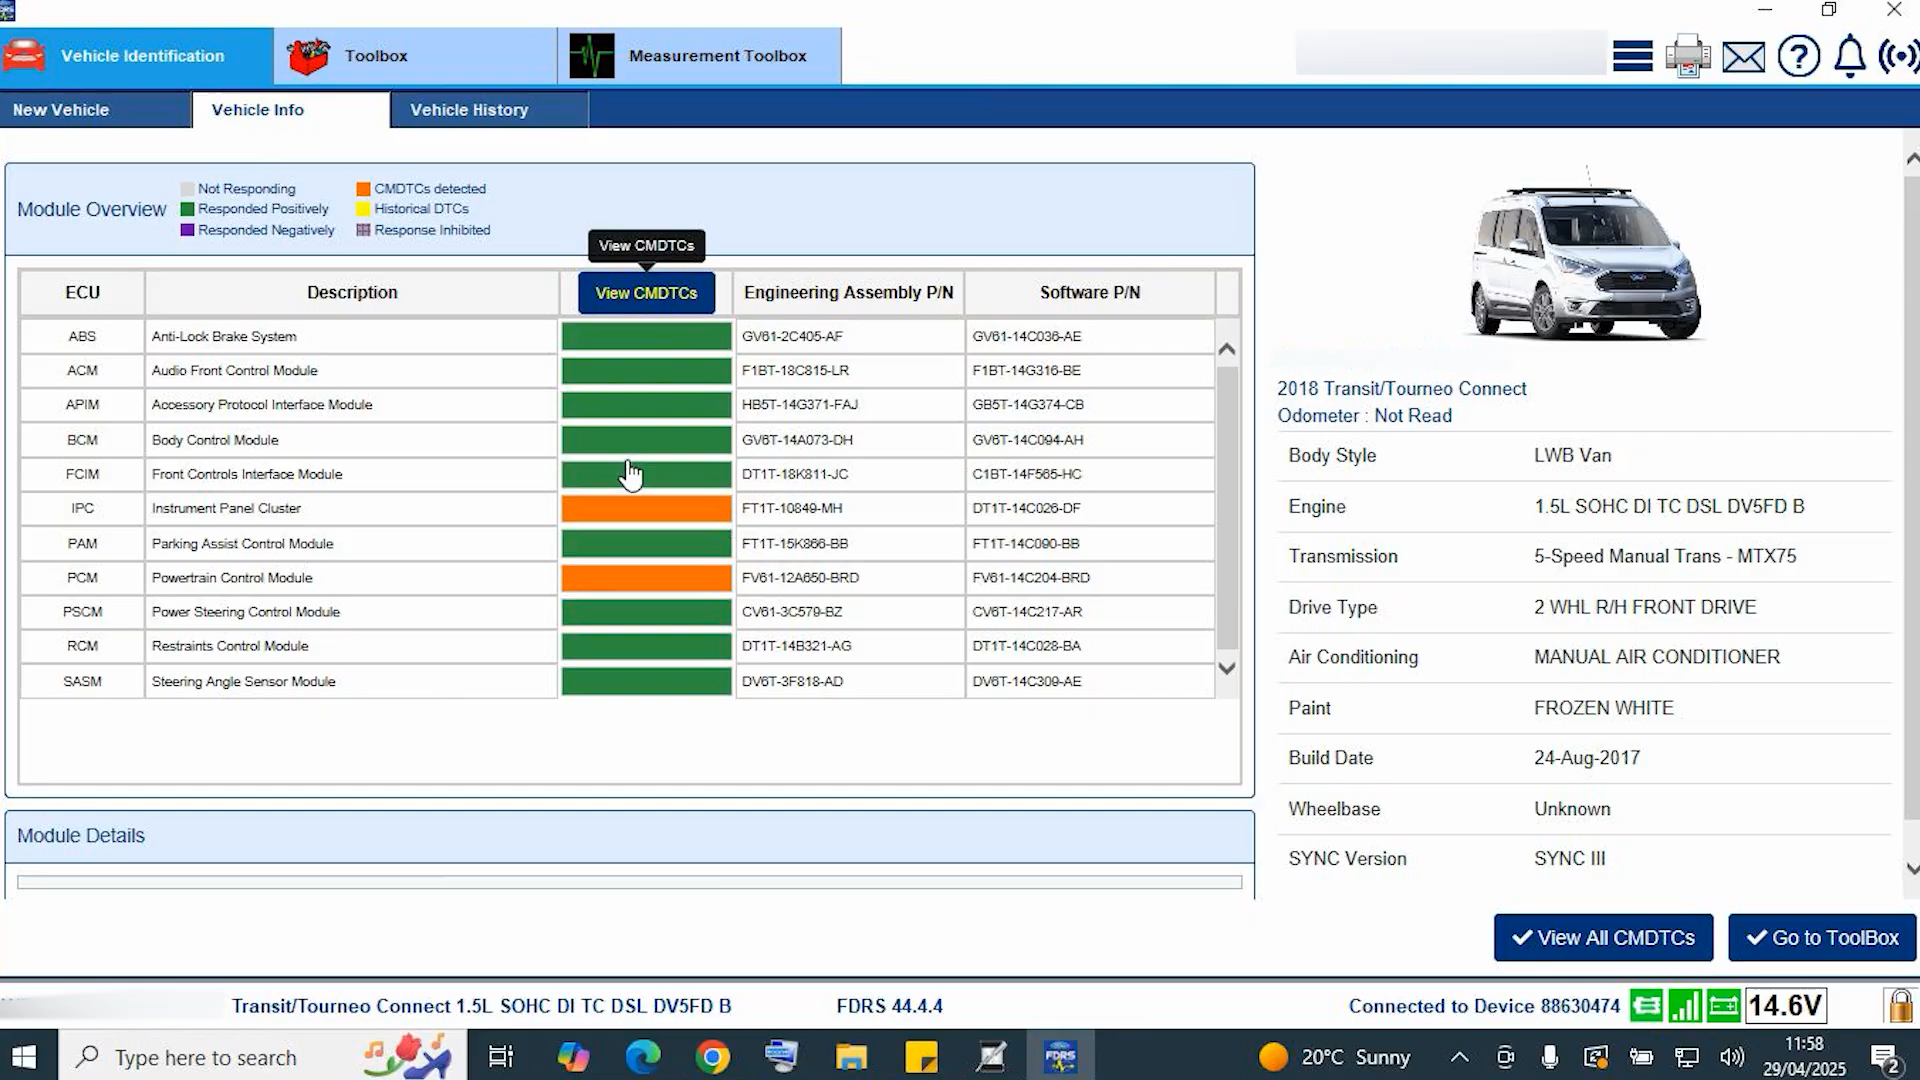 Vehicle Identification
Toolbox
Measurement Toolbox
New Vehicle
Vehicle Info
Vehicle History
Module Overview
Not Responding
Responded Positively
Responded Negatively
CMDTCs detected
Historical DTCs
Response Inhibited
View CMDTCs
ECU Description View CMDTCs Engineering Assembly P/N Software P/N
ABS Anti-Lock Brake System GV61-2C405-AF GV61-14C036-AE
ACM Audio Front Control Module F1BT-18C815-LR F1BT-14G316-BE
APIM Accessory Protocol Interface Module HB5T-14G371-FAJ GB5T-14G374-CB
BCM Body Control Module GV6T-14A073-DH GV6T-14C094-AH
FCIM Front Controls Interface Module DT1T-18K811-JC C1BT-14F565-HC
IPC Instrument Panel Cluster FT1T-10849-MH DT1T-14C026-DF
PAM Parking Assist Control Module FT1T-15K866-BB FT1T-14C090-BB
PCM Powertrain Control Module FV61-12A650-BRD FV61-14C204-BRD
PSCM Power Steering Control Module CV61-3C579-BZ CV6T-14C217-AR
RCM Restraints Control Module DT1T-14B321-AG DT1T-14C028-BA
SASM Steering Angle Sensor Module DV6T-3F818-AD DV6T-14C309-AE
Module Details
2018 Transit/Tourneo Connect
Odometer : Not Read
Body Style LWB Van
Engine 1.5L SOHC DI TC DSL DV5FD B
Transmission 5-Speed Manual Trans - MTX75
Drive Type 2 WHL R/H FRONT DRIVE
Air Conditioning MANUAL AIR CONDITIONER
Paint FROZEN WHITE
Build Date 24-Aug-2017
Wheelbase Unknown
SYNC Version SYNC III
View All CMDTCs
Go to ToolBox
Transit/Tourneo Connect 1.5L SOHC DI TC DSL DV5FD B FDRS 44.4.4 Connected to Device 88630474 14.6V
Type here to search
FDRS
20°C Sunny
11:58
29/04/2025
2